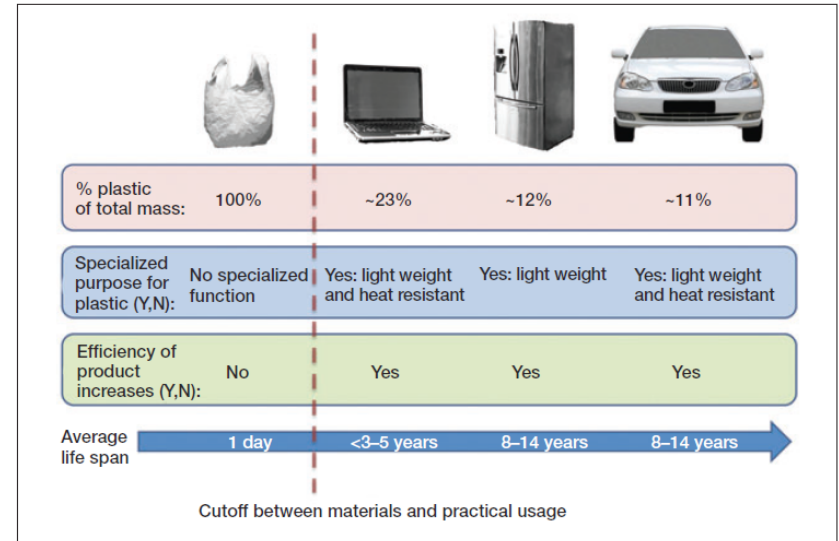 % plastic
of total mass: 100% ~23% ~12% ~11%
Specialized
purpose for
plastic (Y,N):
No specialized
function
Yes: light weight
and heat resistant
Yes: light weight
Yes: light weight
and heat resistant
Efficiency of
product
increases (Y,N):
No Yes Yes Yes
Average
life span
1 day <3–5 years 8–14 years 8–14 years
Cutoff between materials and practical usage